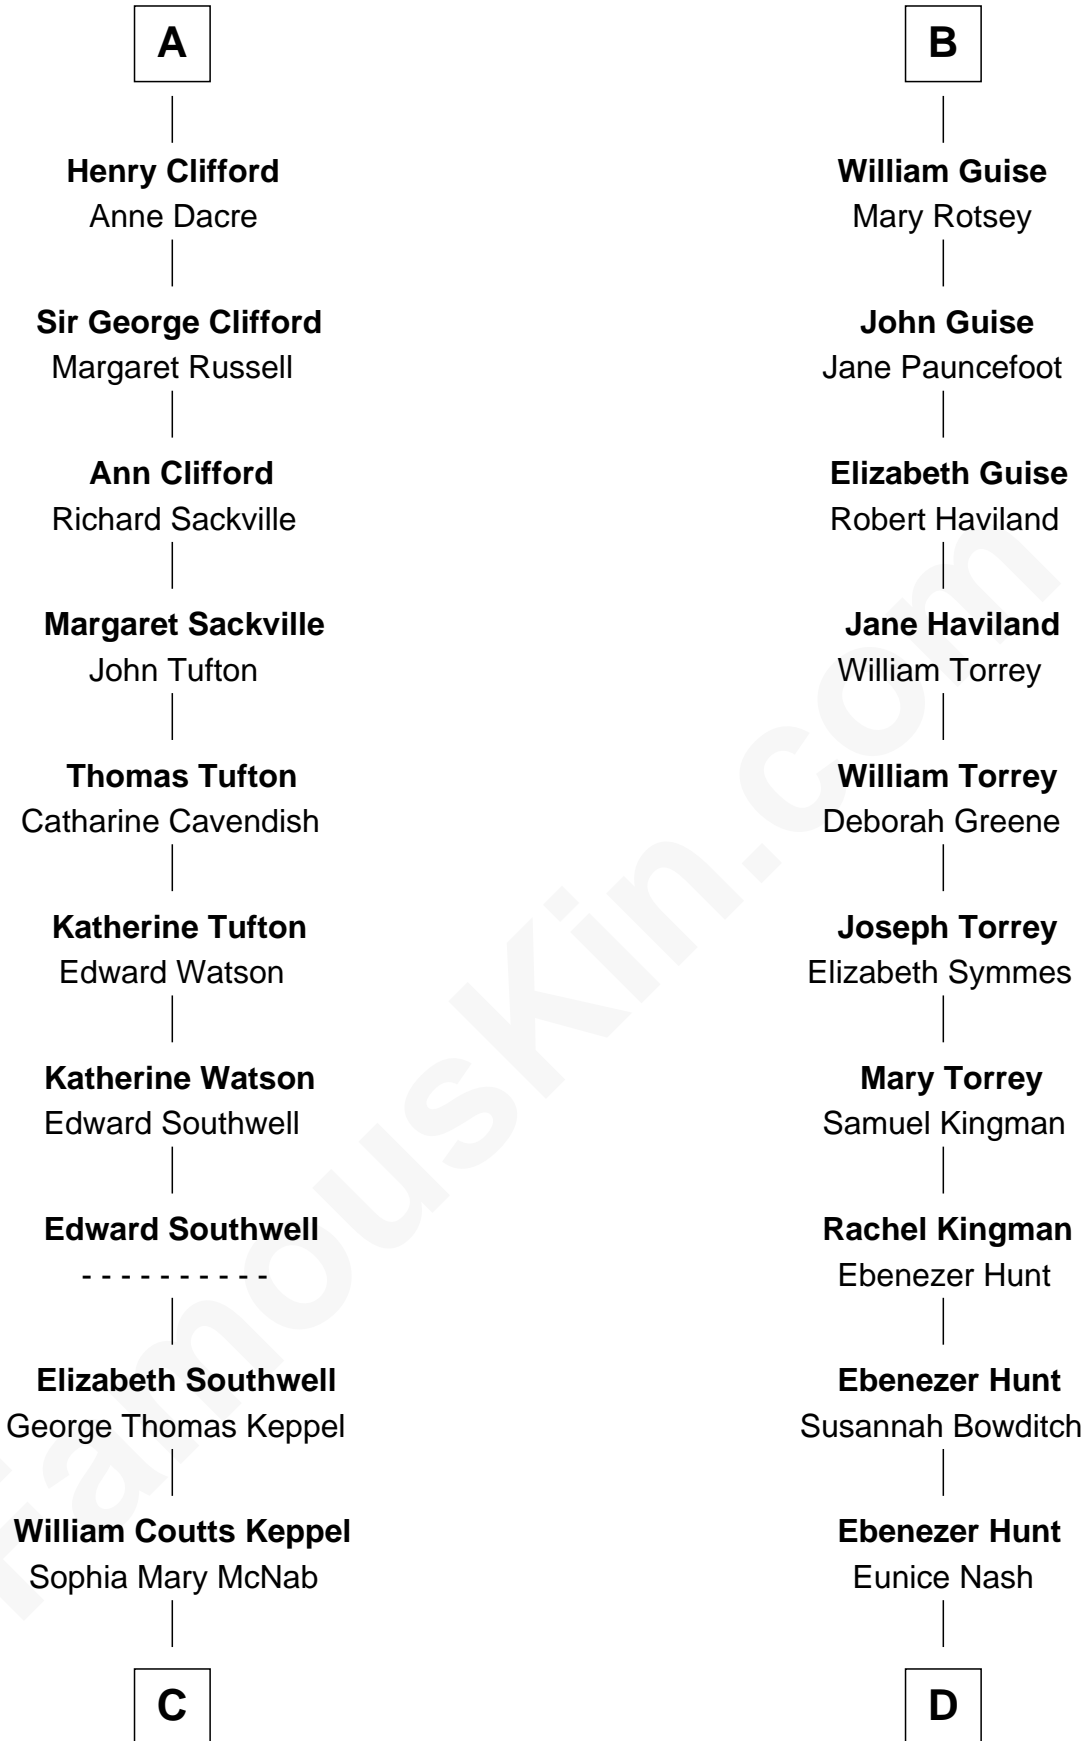 A
Henry Clifford
Anne Dacre
Sir George Clifford
Margaret Russell
Ann Clifford
Richard Sackville
Margaret Sackville
John Tufton
Thomas Tufton
Catharine Cavendish
Katherine Tufton
Edward Watson
Katherine Watson
Edward Southwell
Edward Southwell
- - - - - - - - - -
Elizabeth Southwell
George Thomas Keppel
William Coutts Keppel
Sophia Mary McNab
C
B
William Guise
Mary Rotsey
John Guise
Jane Pauncefoot
Elizabeth Guise
Robert Haviland
Jane Haviland
William Torrey
William Torrey
Deborah Greene
Joseph Torrey
Elizabeth Symmes
Mary Torrey
Samuel Kingman
Rachel Kingman
Ebenezer Hunt
Ebenezer Hunt
Susannah Bowditch
Ebenezer Hunt
Eunice Nash
D
FamousKin.com